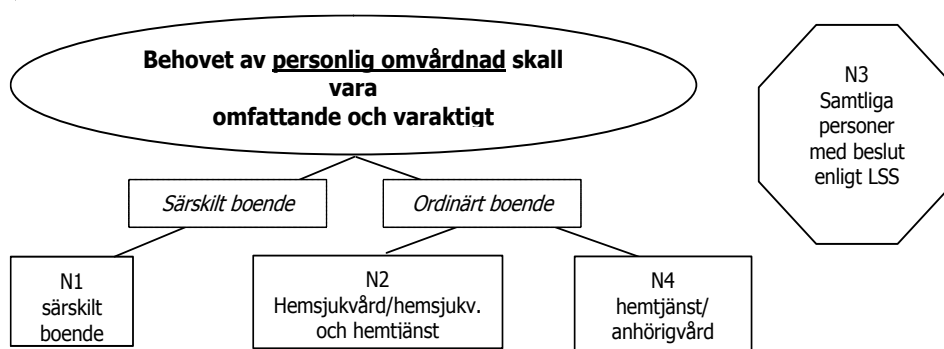 Behovet av personlig omvårdnad skall
vara
omfattande och varaktigt
N3
Samtliga
personer
med beslut
enligt LSS
Särskilt boende
Ordinärt boende
N1
särskilt
boende
N2
Hemsjukvård/hemsjukv.
och hemtjänst
N4
hemtjänst/
anhörigvård